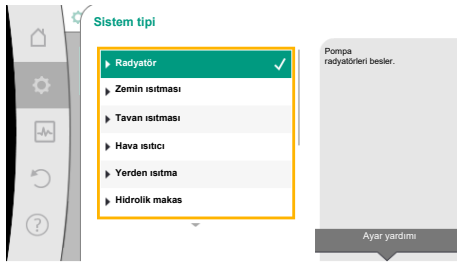 Sistem tipi
Radyatör
Zemin ısıtması
Tavan ısıtması
Hava ısıtıcı
Yerden ısıtma
Hidrolik makas
Pompa
radyatörleri besler.
Ayar yardımı